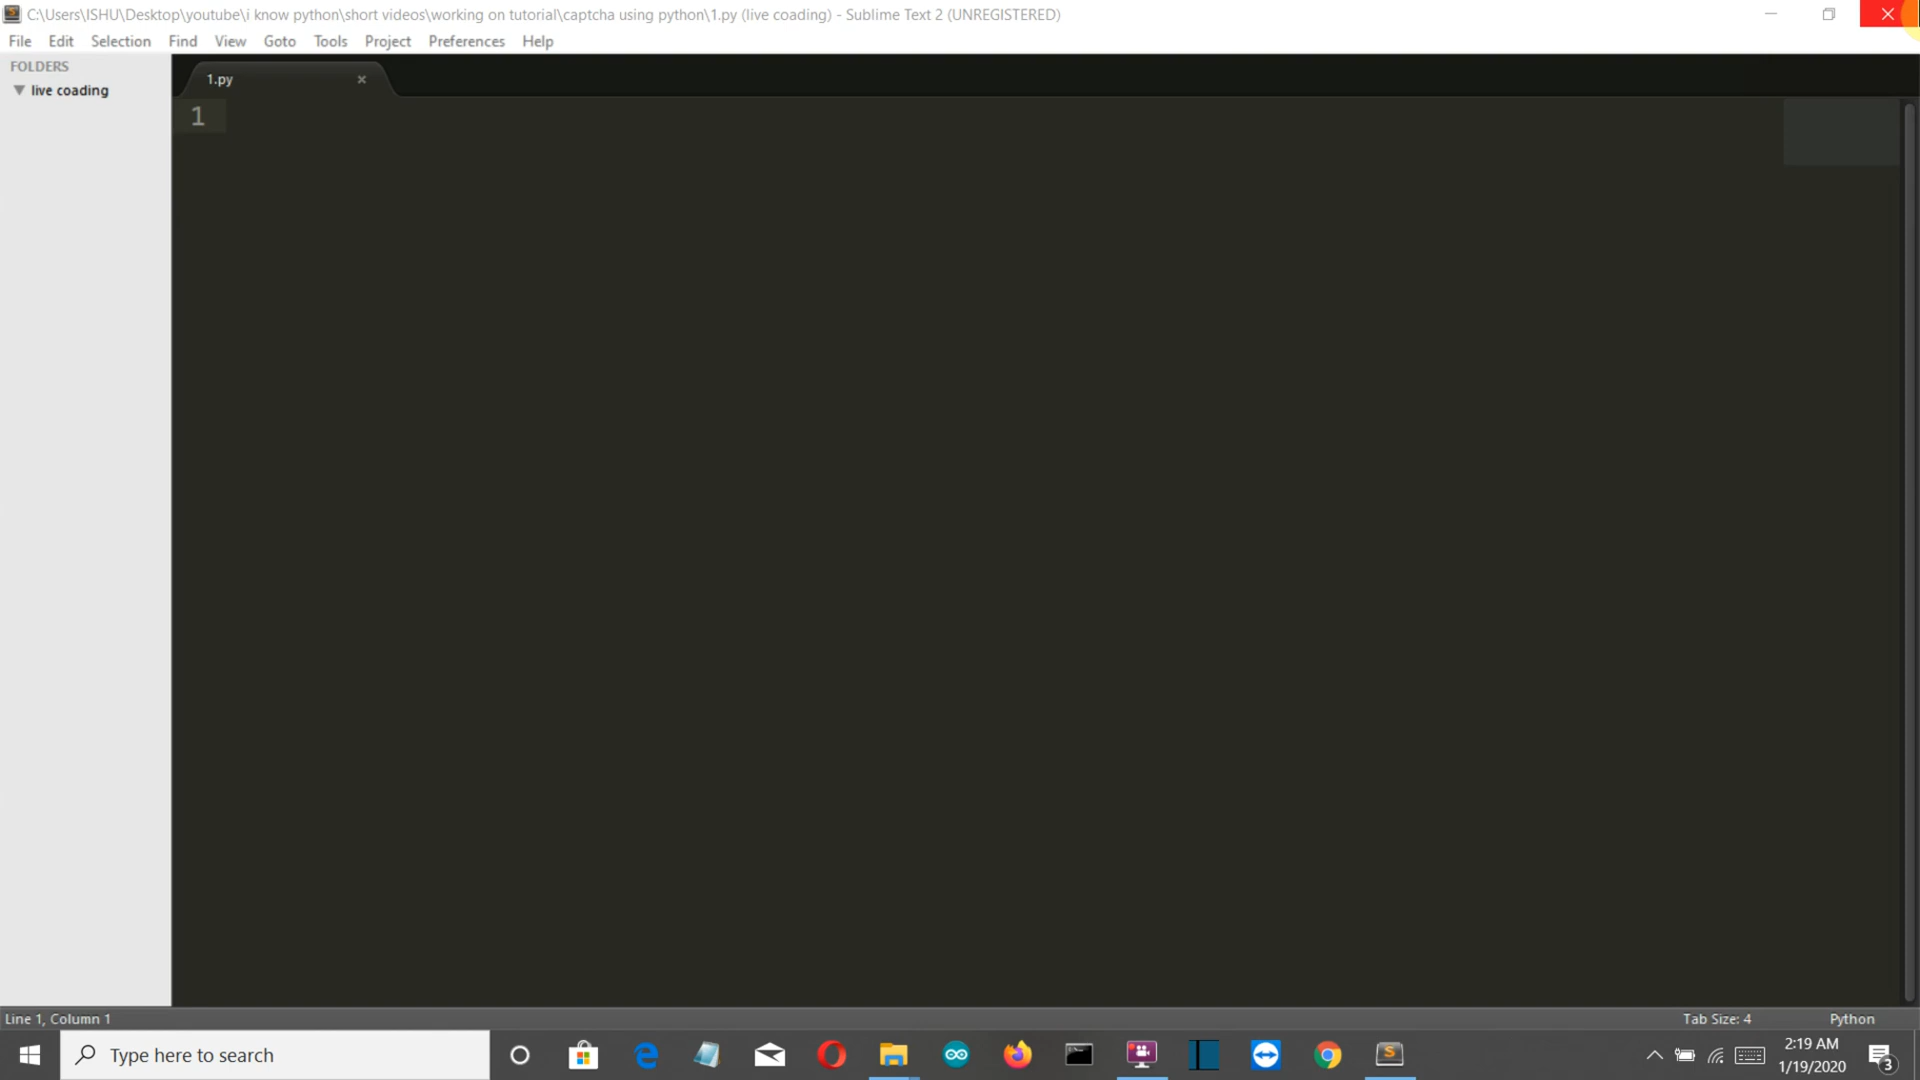 C:\Users\ISHU\Desktop\youtube\i know python\short videos\working on tutorial\captcha using python\1.py (live coading) - Sublime Text 2 (UNREGISTERED)
File Edit Selection Find View Goto Tools Project Preferences Help
FOLDERS
live coading
1.py
1
Line 1, Column 1
Tab Size: 4
Python
Type here to search
2:19 AM
1/19/2020
3